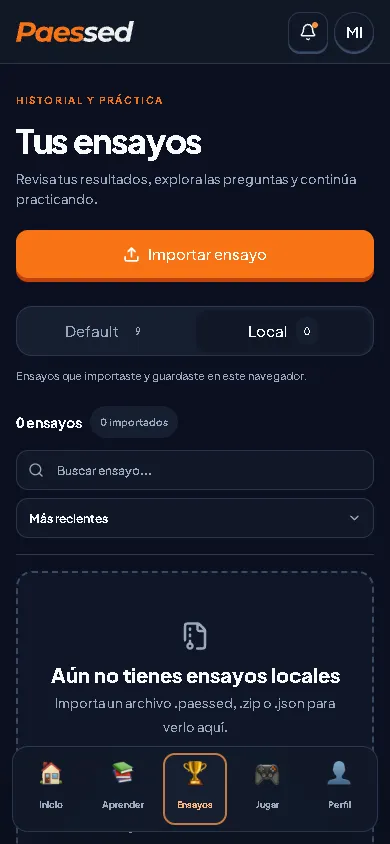 Paessed
MI
HISTORIAL Y PRÁCTICA
Tus ensayos
Revisa tus resultados, explora las preguntas y continúa
practicando.
Importar ensayo
Default 9 Local 0
Ensayos que importaste y guardaste en este navegador.
0 ensayos 0 importados
Buscar ensayo...
Más recientes
Aún no tienes ensayos locales
Importa un archivo .paessed, .zip o .json para
verlo aquí.
Inicio Aprender Ensayos Jugar Perfil